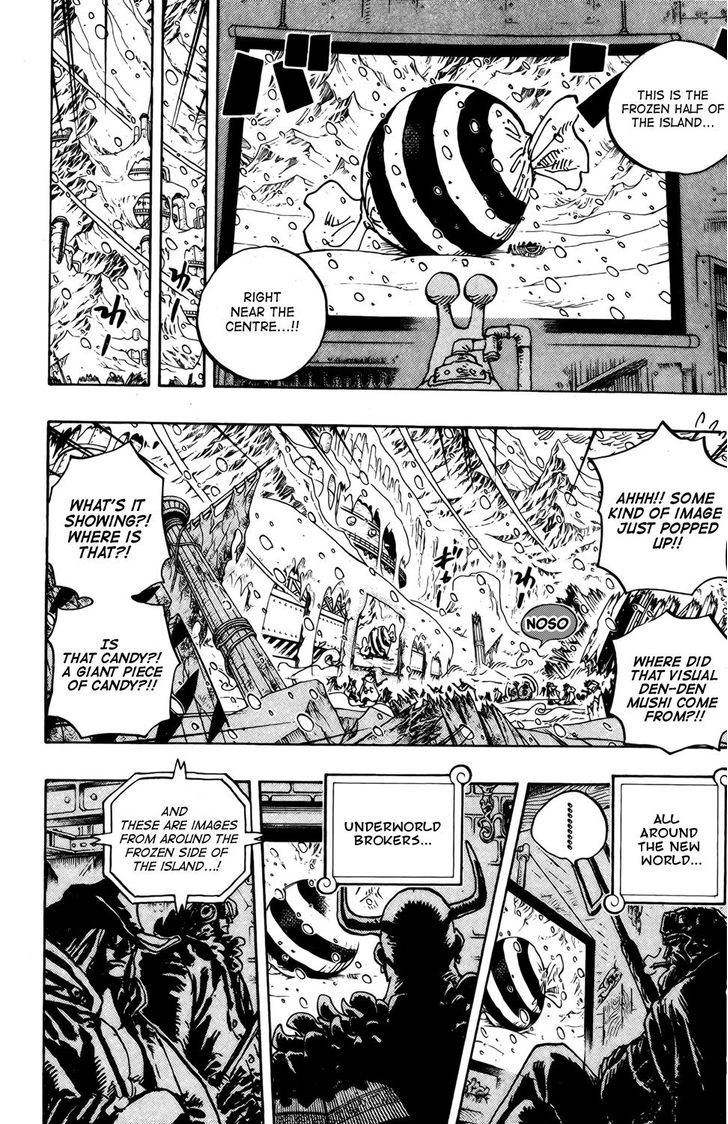 THIS IS THE
FROZEN HALF OF
THE ISLAND...
RIGHT
NEAR THE
CENTRE...!!
AHHH!! SOME
KIND OF IMAGE
JUST POPPED
UP!!
WHERE DID
THAT VISUAL
DEN-DEN
MUSHI COME
FROM?!!
NOSO
WHAT'S IT
SHOWING?!
WHERE IS
THAT?!
IS
THAT CANDY?!
A GIANT PIECE
OF CANDY?!!
ALL
AROUND
THE NEW
WORLD...
UNDERWORLD
BROKERS...
AND
THESE ARE IMAGES
FROM AROUND THE
FROZEN SIDE OF
THE ISLAND...!